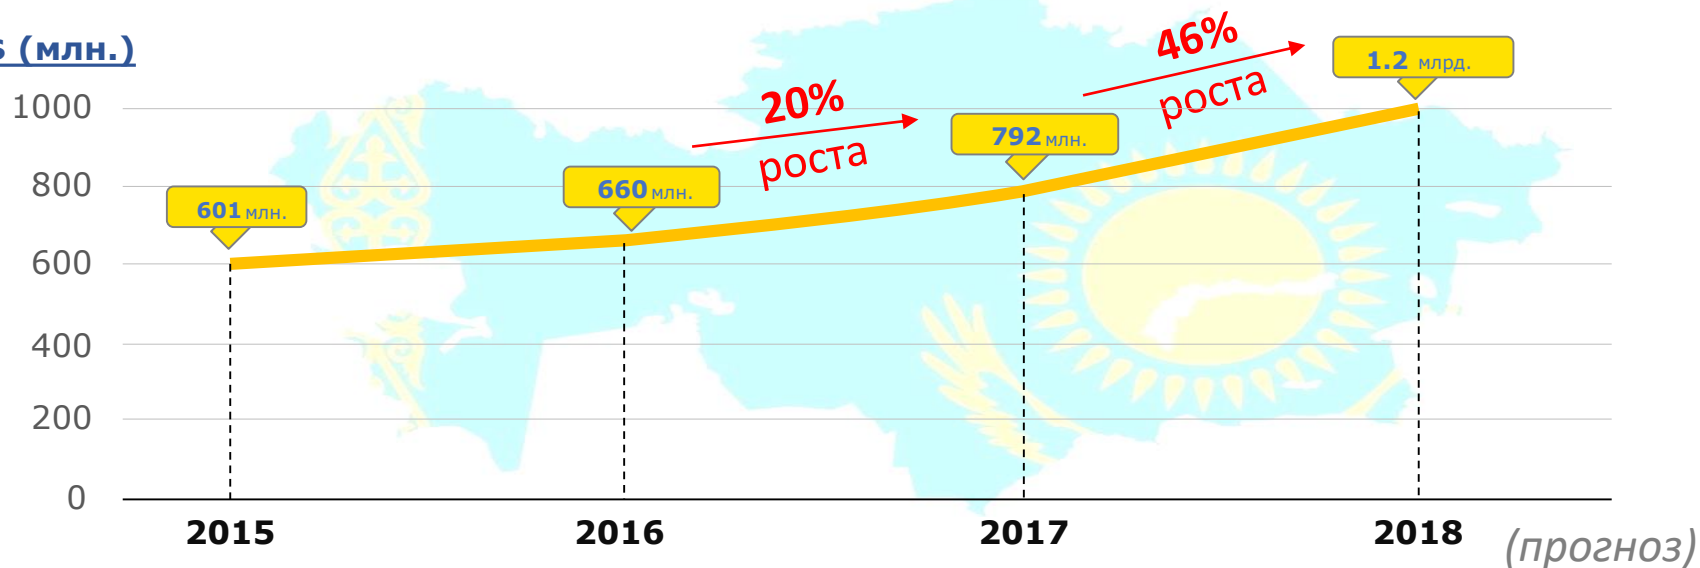 $ (млн.)
1000
800
600
400
200
0
601 млн.
660 млн.
20%
роста
792 млн.
46%
роста
1.2 млрд.
2015
2016
2017
2018
(прогноз)